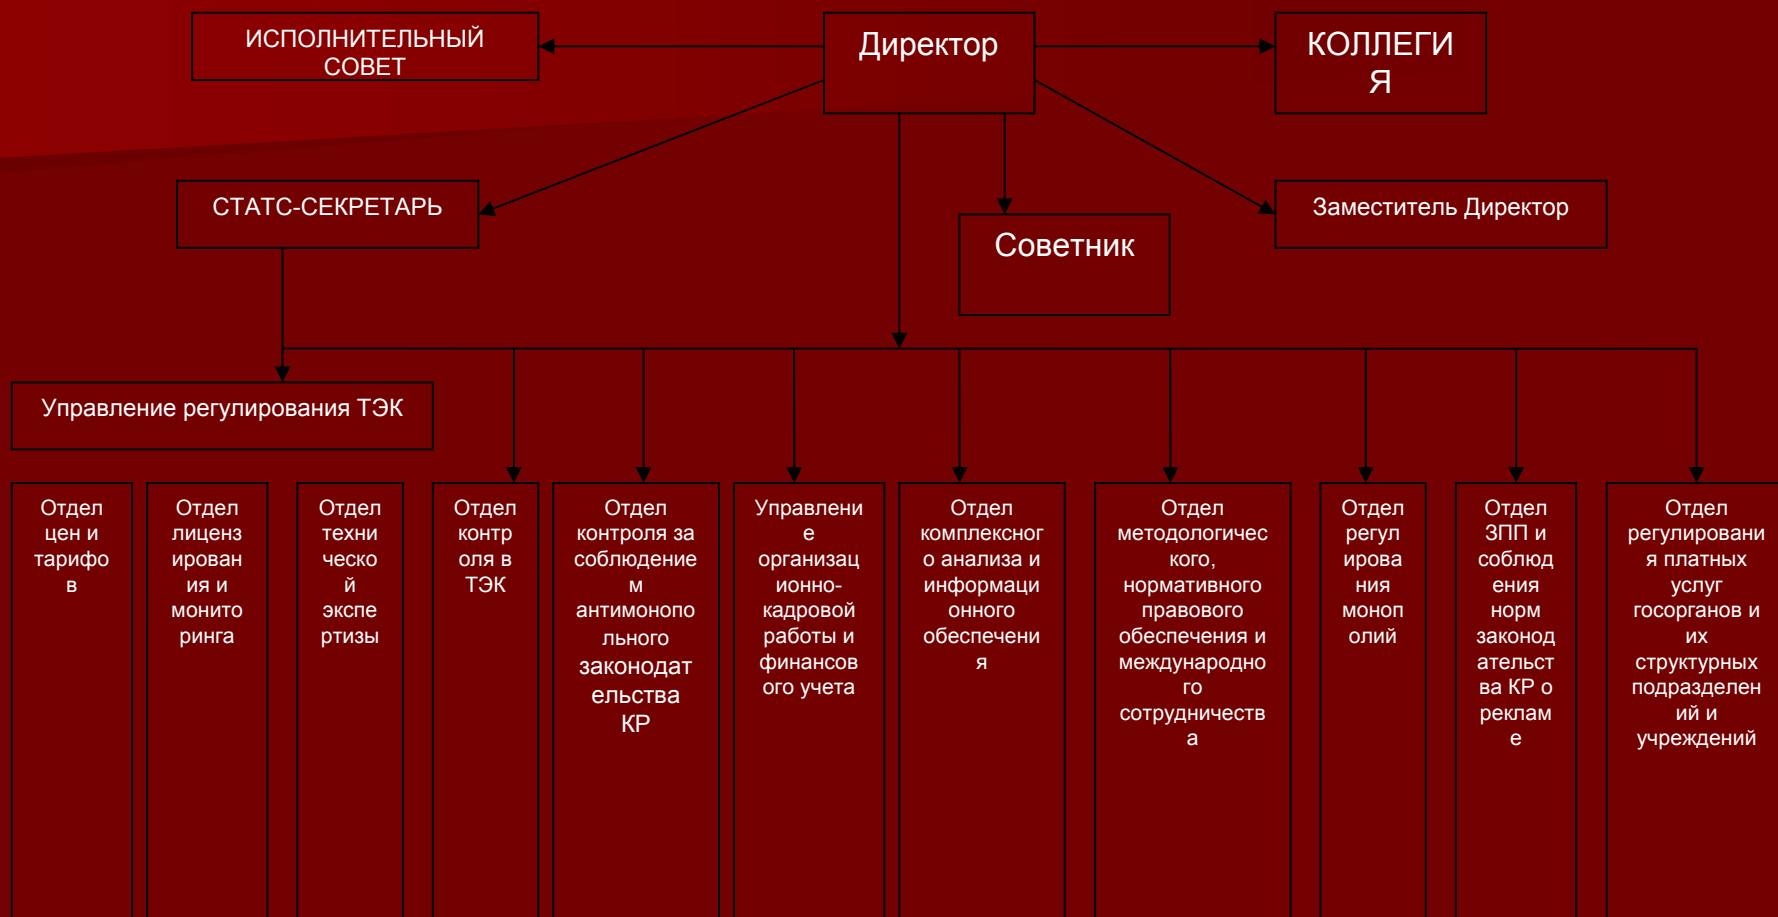 ИСПОЛНИТЕЛЬНЫЙ
СОВЕТ
Директор
КОЛЛЕГИ
Я
СТАТС-СЕКРЕТАРЬ
Советник
Заместитель Директор
Управление регулирования ТЭК
Отдел
цен и
тарифо
в
Отдел
лиценз
ирован
ия и
монито
ринга
Отдел
техни
ческо
й
экспе
ртизы
Отдел
контр
оля в
ТЭК
Отдел
контроля за
соблюдение
м
антимонопо
льного
законодат
ельства
КР
Управлени
е
организац
ионно-
кадровой
работы и
финансов
ого учета
Отдел
комплексног
о анализа и
информаци
онного
обеспечени
я
Отдел
методологичес
кого,
нормативного
правового
обеспечения и
международно
го
сотрудничеств
а
Отдел
регул
ирова
ния
моноп
олий
Отдел
ЗПП и
соблюд
ения
норм
законод
ательст
ва КР о
реклам
е
Отдел
регулировани
я платных
услуг
госорганов и
их
структурных
подразделен
ий и
учреждений